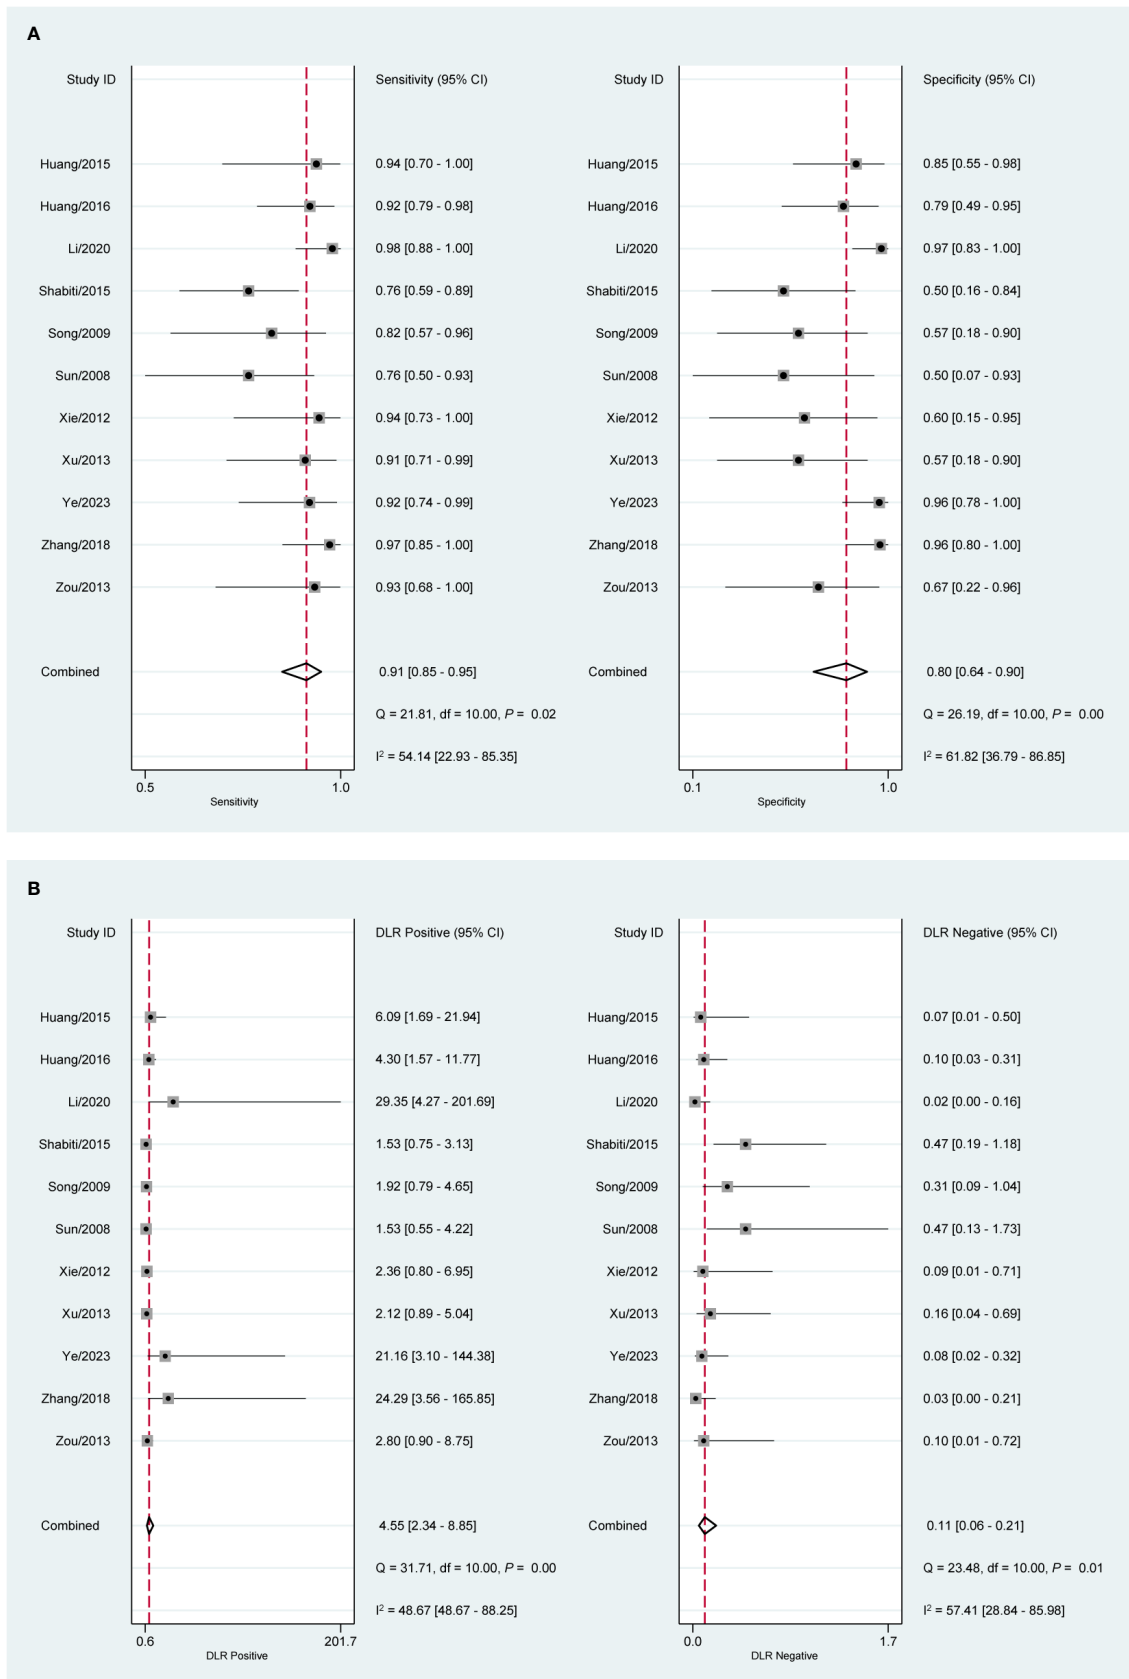 A
Study ID Sensitivity (95% CI) Study ID Specificity (95% CI)
Huang/2015 0.94 [0.70 - 1.00] Huang/2015 0.85 [0.55 - 0.98]
Huang/2016 0.92 [0.79 - 0.98] Huang/2016 0.79 [0.49 - 0.95]
Li/2020 0.98 [0.88 - 1.00] Li/2020 0.97 [0.83 - 1.00]
Shabiti/2015 0.76 [0.59 - 0.89] Shabiti/2015 0.50 [0.16 - 0.84]
Song/2009 0.82 [0.57 - 0.96] Song/2009 0.57 [0.18 - 0.90]
Sun/2008 0.76 [0.50 - 0.93] Sun/2008 0.50 [0.07 - 0.93]
Xie/2012 0.94 [0.73 - 1.00] Xie/2012 0.60 [0.15 - 0.95]
Xu/2013 0.91 [0.71 - 0.99] Xu/2013 0.57 [0.18 - 0.90]
Ye/2023 0.92 [0.74 - 0.99] Ye/2023 0.96 [0.78 - 1.00]
Zhang/2018 0.97 [0.85 - 1.00] Zhang/2018 0.96 [0.80 - 1.00]
Zou/2013 0.93 [0.68 - 1.00] Zou/2013 0.67 [0.22 - 0.96]
Combined 0.91 [0.85 - 0.95] Combined 0.80 [0.64 - 0.90]
Q = 21.81, df = 10.00, P = 0.02 Q = 26.19, df = 10.00, P = 0.00
I² = 54.14 [22.93 - 85.35] I² = 61.82 [36.79 - 86.85]
0.5 1.0 0.1 1.0
Sensitivity Specificity
B
Study ID DLR Positive (95% CI) Study ID DLR Negative (95% CI)
Huang/2015 6.09 [1.69 - 21.94] Huang/2015 0.07 [0.01 - 0.50]
Huang/2016 4.30 [1.57 - 11.77] Huang/2016 0.10 [0.03 - 0.31]
Li/2020 29.35 [4.27 - 201.69] Li/2020 0.02 [0.00 - 0.16]
Shabiti/2015 1.53 [0.75 - 3.13] Shabiti/2015 0.47 [0.19 - 1.18]
Song/2009 1.92 [0.79 - 4.65] Song/2009 0.31 [0.09 - 1.04]
Sun/2008 1.53 [0.55 - 4.22] Sun/2008 0.47 [0.13 - 1.73]
Xie/2012 2.36 [0.80 - 6.95] Xie/2012 0.09 [0.01 - 0.71]
Xu/2013 2.12 [0.89 - 5.04] Xu/2013 0.16 [0.04 - 0.69]
Ye/2023 21.16 [3.10 - 144.38] Ye/2023 0.08 [0.02 - 0.32]
Zhang/2018 24.29 [3.56 - 165.85] Zhang/2018 0.03 [0.00 - 0.21]
Zou/2013 2.80 [0.90 - 8.75] Zou/2013 0.10 [0.01 - 0.72]
Combined 4.55 [2.34 - 8.85] Combined 0.11 [0.06 - 0.21]
Q = 31.71, df = 10.00, P = 0.00 Q = 23.48, df = 10.00, P = 0.01
I² = 48.67 [48.67 - 88.25] I² = 57.41 [28.84 - 85.98]
0.6 201.7 0.0 1.7
DLR Positive DLR Negative